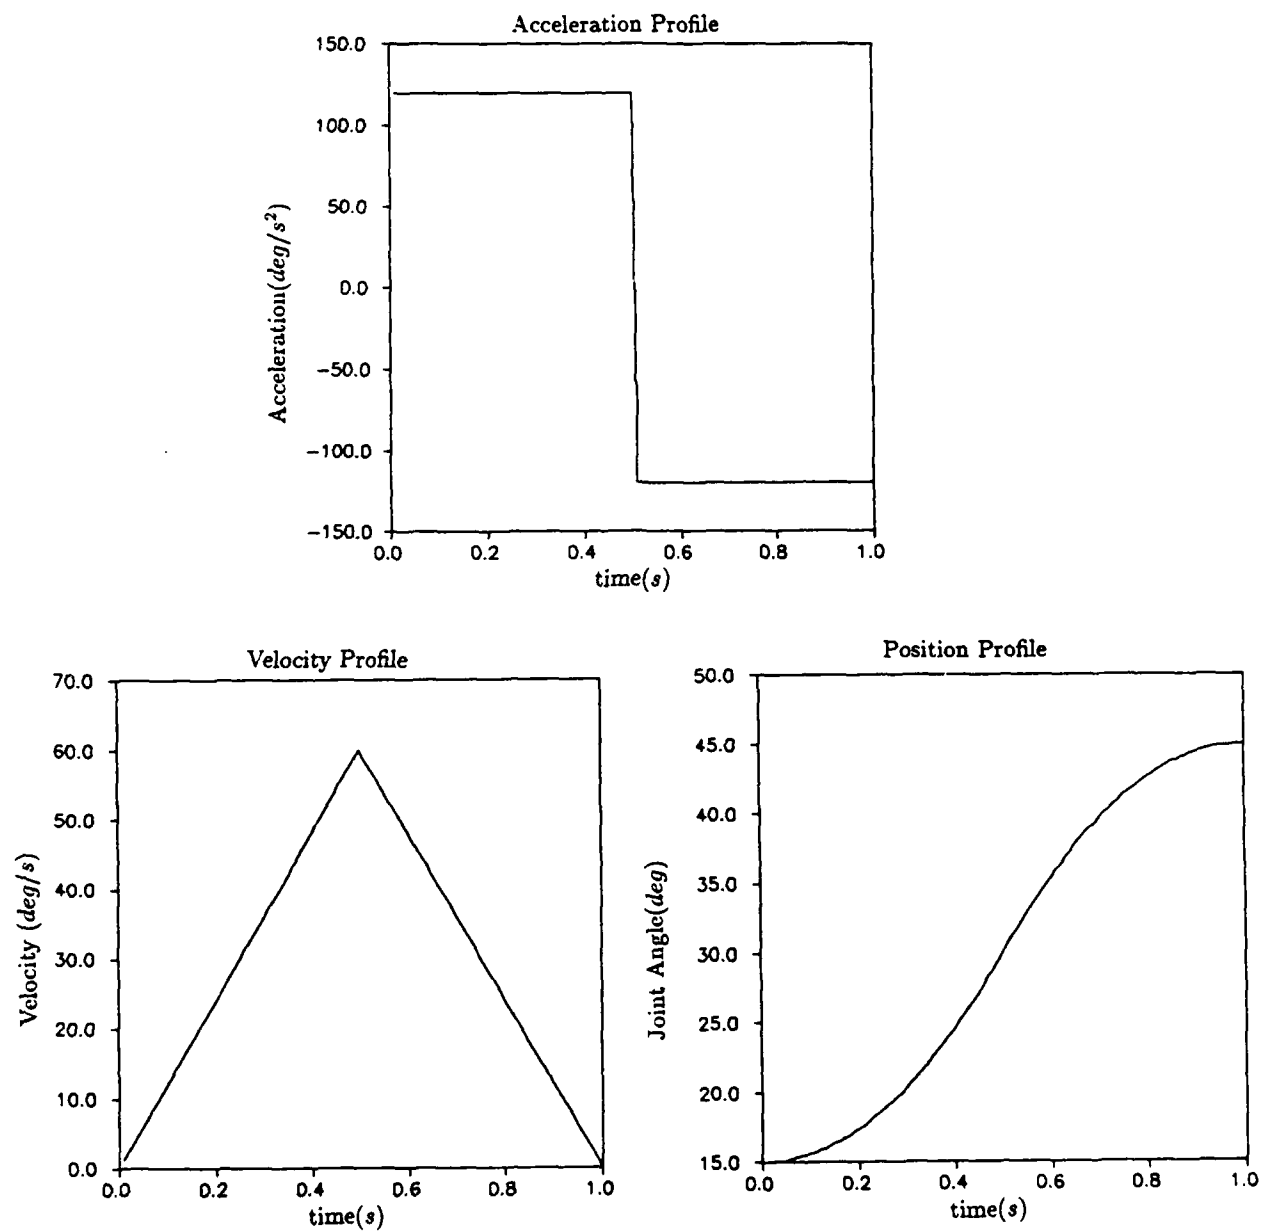 Acceleration Profile
150.0
100.0
50.0
0.0
−50.0
−100.0
−150.0
Acceleration(deg/s²)
0.0 0.2 0.4 0.6 0.8 1.0
time(s)
Velocity Profile
70.0
60.0
50.0
40.0
30.0
20.0
10.0
0.0
Velocity (deg/s)
0.0 0.2 0.4 0.6 0.8 1.0
time(s)
Position Profile
50.0
45.0
40.0
35.0
30.0
25.0
20.0
15.0
Joint Angle(deg)
0.0 0.2 0.4 0.6 0.8 1.0
time(s)